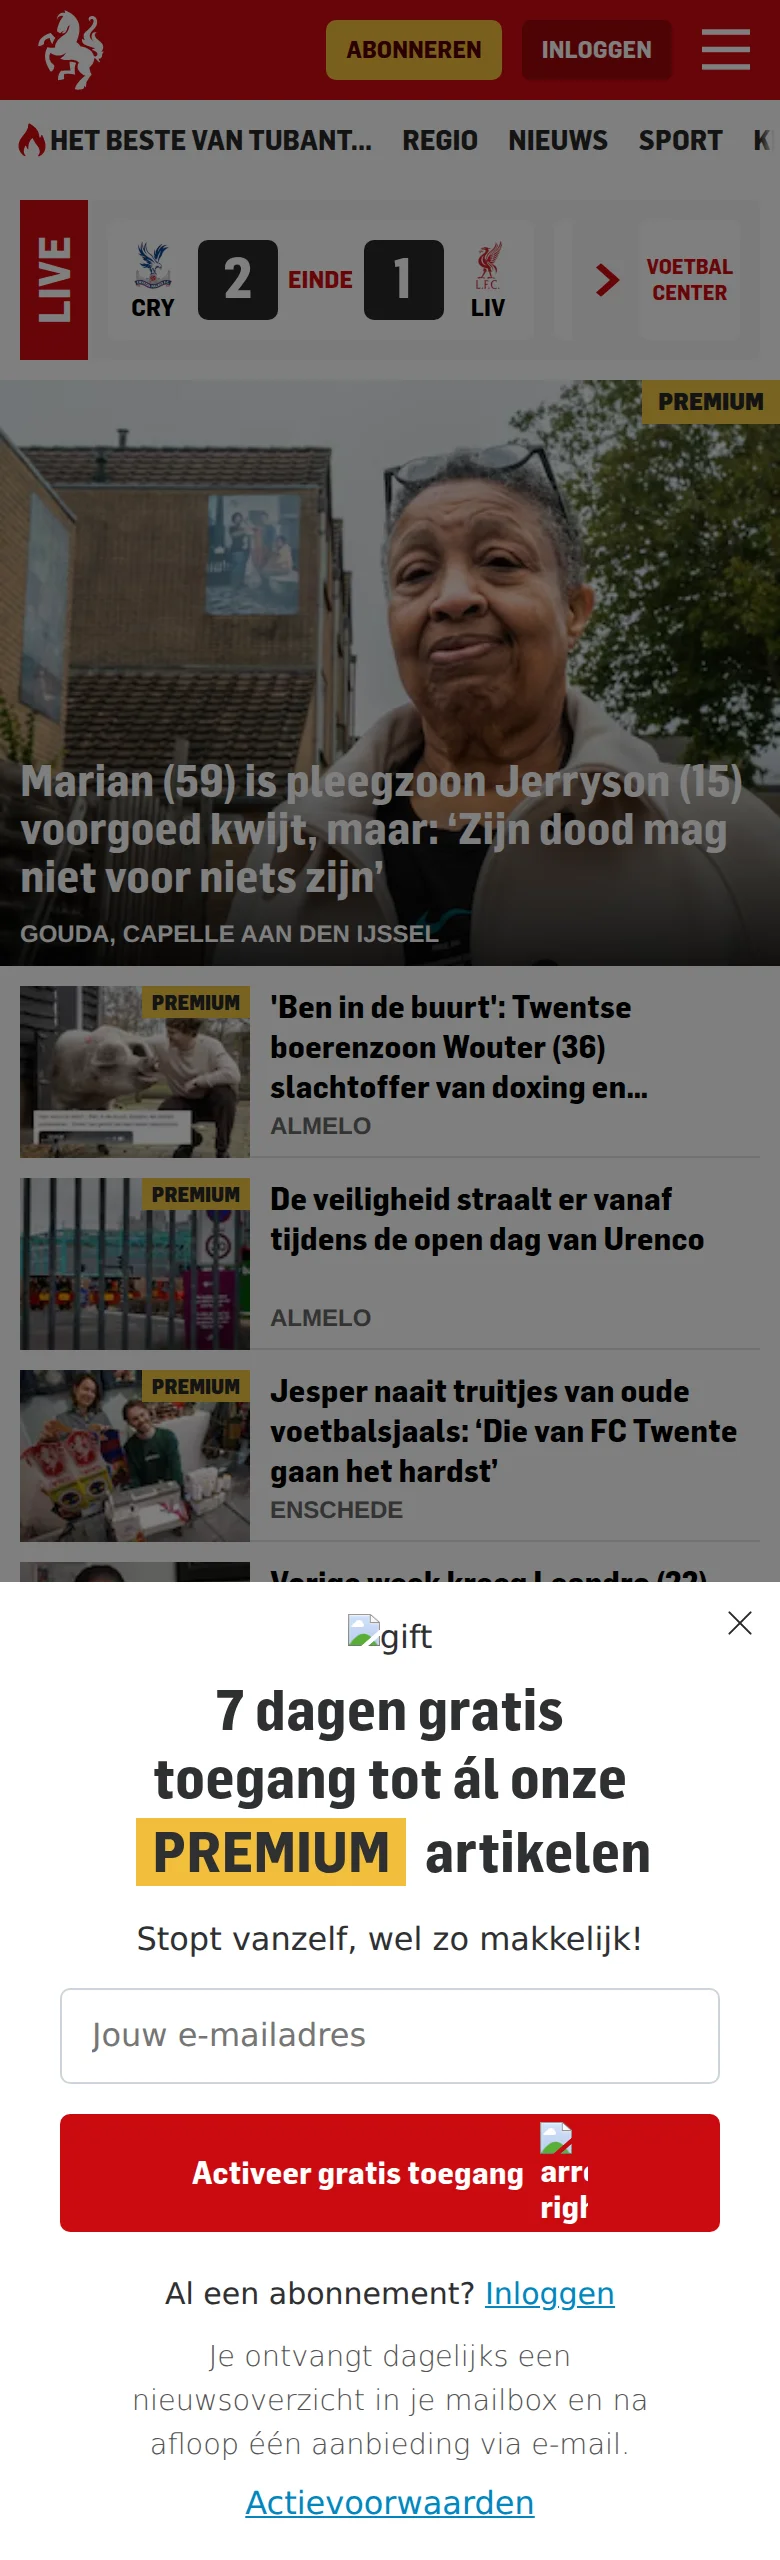 ABONNEREN
INLOGGEN
HET BESTE VAN TUBANT... REGIO NIEUWS SPORT
LIVE
CRY
2
EINDE
1
L.F.C.
LIV
VOETBAL
CENTER
PREMIUM
Marian (59) is pleegzoon Jerryson (15)
voorgoed kwijt, maar: ‘Zijn dood mag
niet voor niets zijn’
GOUDA, CAPELLE AAN DEN IJSSEL
PREMIUM
'Ben in de buurt': Twentse
boerenzoon Wouter (36)
slachtoffer van doxing en...
ALMELO
PREMIUM
De veiligheid straalt er vanaf
tijdens de open dag van Urenco
ALMELO
PREMIUM
Jesper naait truitjes van oude
voetbalsjaals: ‘Die van FC Twente
gaan het hardst’
ENSCHEDE
Vorige week kreeg Leandro (22)
gift
7 dagen gratis
toegang tot ál onze
PREMIUM artikelen
Stopt vanzelf, wel zo makkelijk!
Jouw e-mailadres
Activeer gratis toegang
Al een abonnement? Inloggen
Je ontvangt dagelijks een
nieuwsoverzicht in je mailbox en na
afloop één aanbieding via e-mail.
Actievoorwaarden